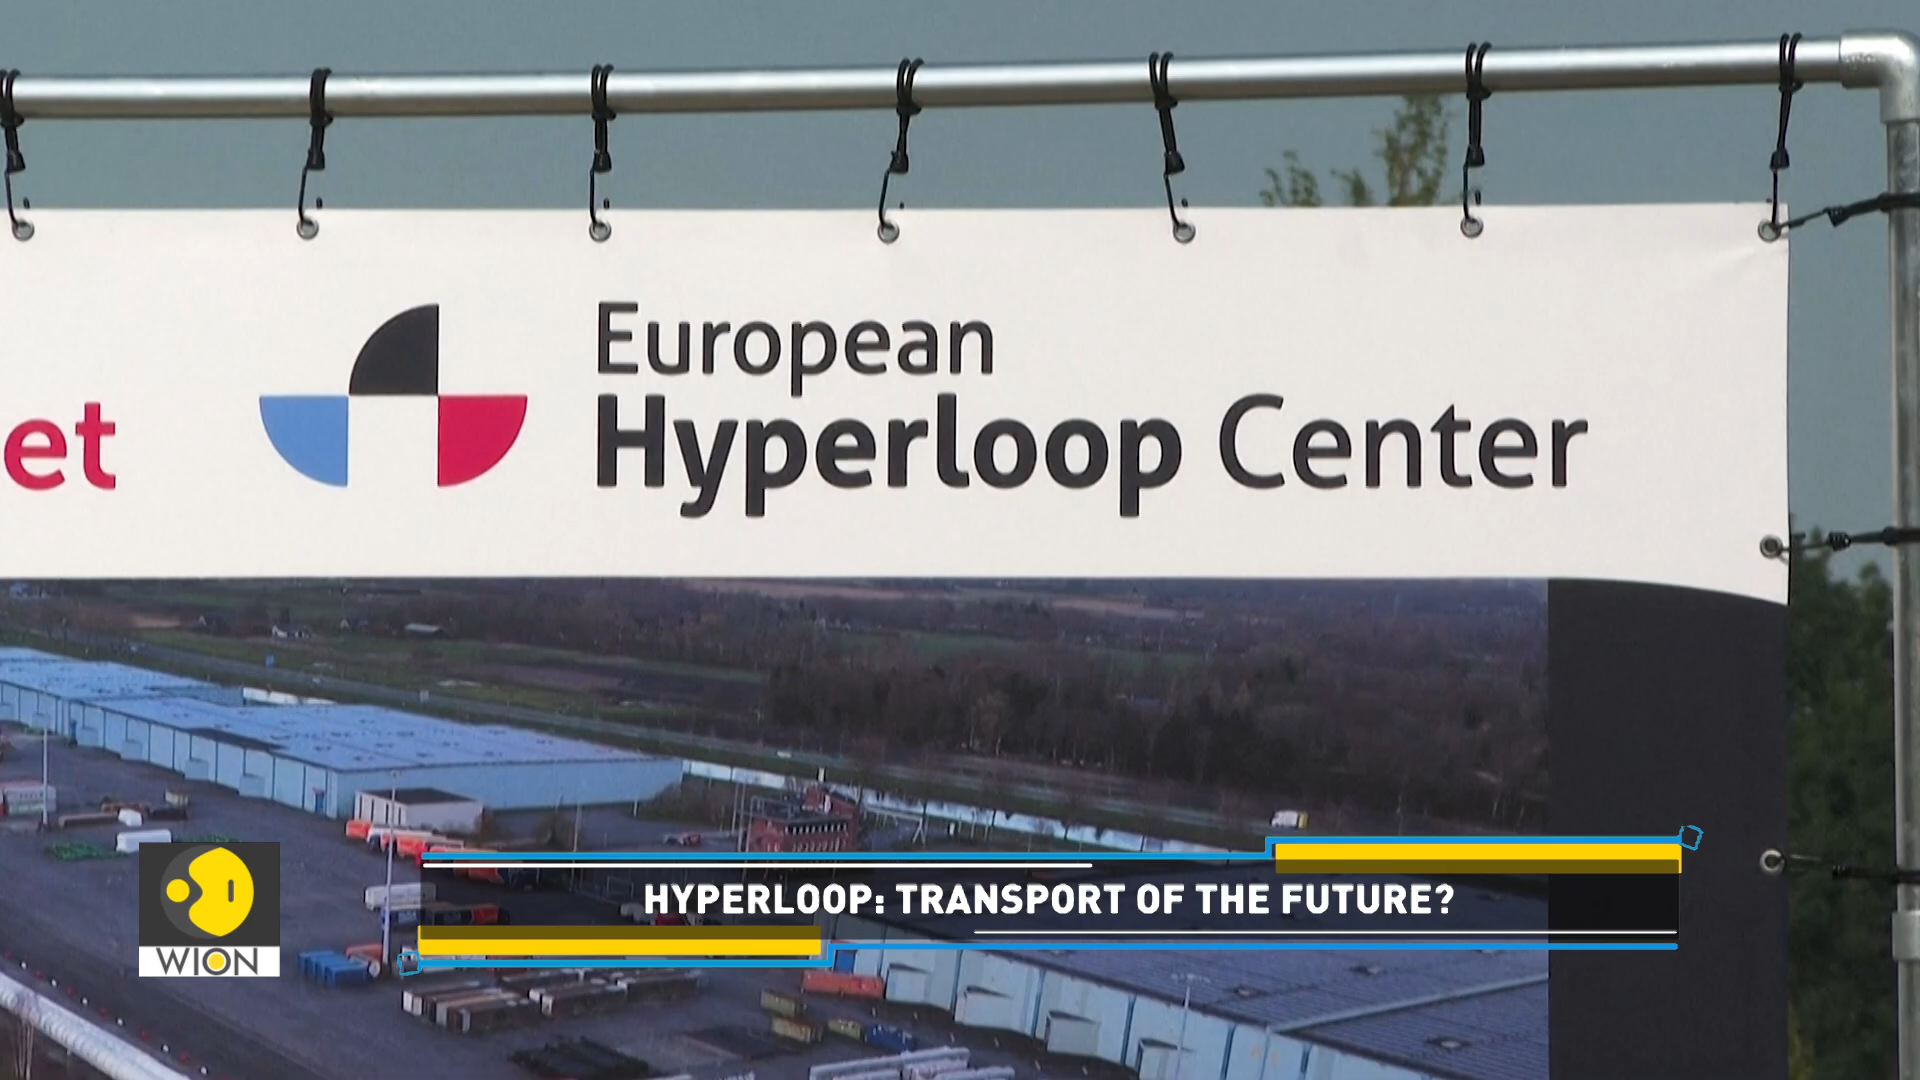 European
et
Hyperloop Center
HYPERLOOP: TRANSPORT OF THE FUTURE?
WION